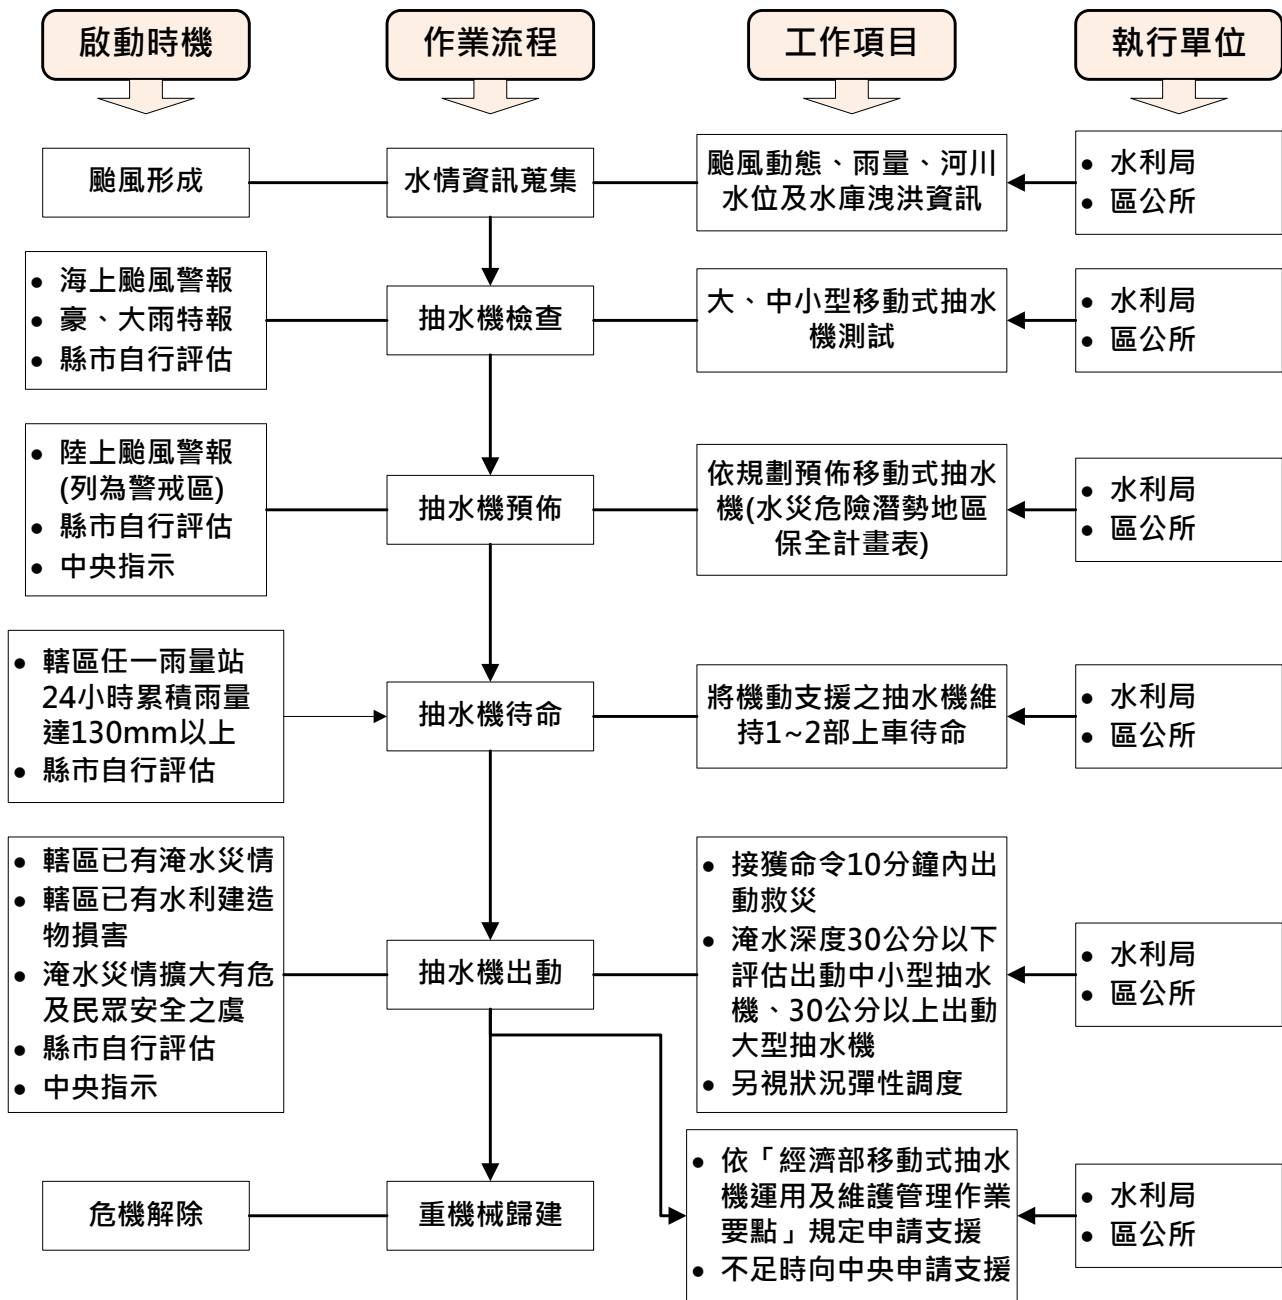 啟動時機
作業流程
工作項目
執行單位
颱風形成
水情資訊蒐集
颱風動態、雨量、河川
水位及水庫洩洪資訊
• 水利局
• 區公所
• 海上颱風警報
• 豪、大雨特報
• 縣市自行評估
抽水機檢查
大、中小型移動式抽水
機測試
• 水利局
• 區公所
• 陸上颱風警報
(列為警戒區)
• 縣市自行評估
• 中央指示
抽水機預佈
依規劃預佈移動式抽水
機(水災危險潛勢地區
保全計畫表)
• 水利局
• 區公所
• 轄區任一雨量站
24小時累積雨量
達130mm以上
• 縣市自行評估
抽水機待命
將機動支援之抽水機維
持1~2部上車待命
• 水利局
• 區公所
• 轄區已有淹水災情
• 轄區已有水利建造
物損害
• 淹水災情擴大有危
及民眾安全之虞
• 縣市自行評估
• 中央指示
抽水機出動
• 接獲命令10分鐘內出
動救災
• 淹水深度30公分以下
評估出動中小型抽水
機、30公分以上出動
大型抽水機
• 另視狀況彈性調度
• 水利局
• 區公所
危機解除
重機械歸建
• 依「經濟部移動式抽水
機運用及維護管理作業
要點」規定申請支援
• 不足時向中央申請支援
• 水利局
• 區公所